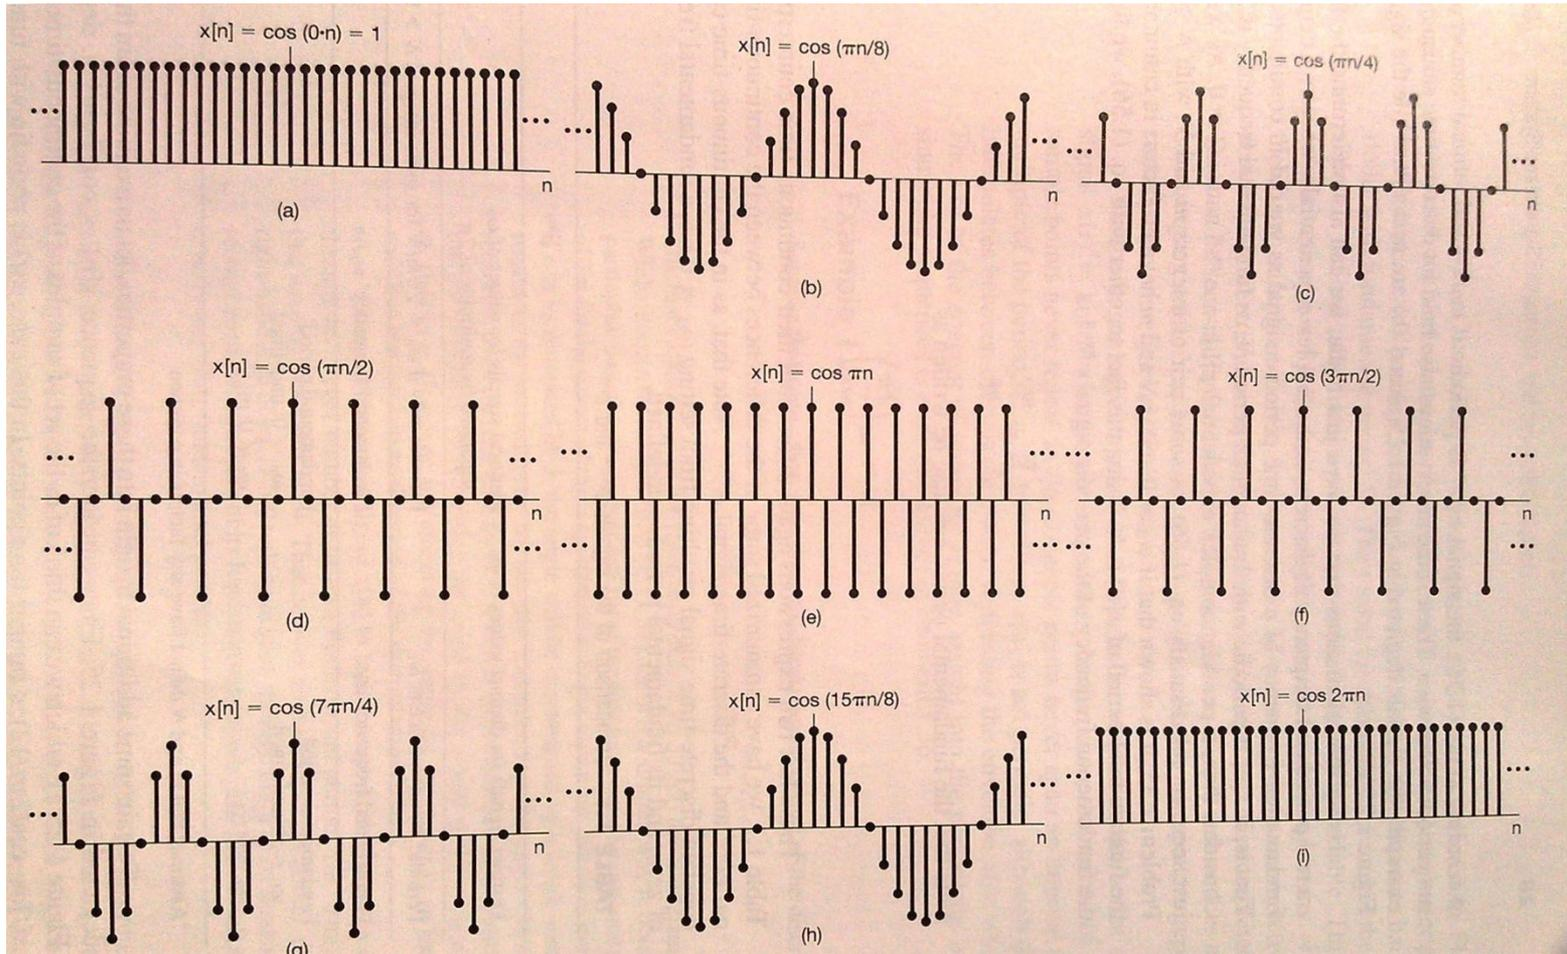 x[n] = cos (0·n) = 1
n
(a)
x[n] = cos (πn/8)
n
(b)
x[n] = cos (πn/4)
n
(c)
x[n] = cos (πn/2)
n
(d)
x[n] = cos πn
n
(e)
x[n] = cos (3πn/2)
n
(f)
x[n] = cos (7πn/4)
n
(g)
x[n] = cos (15πn/8)
n
(h)
x[n] = cos 2πn
n
(i)